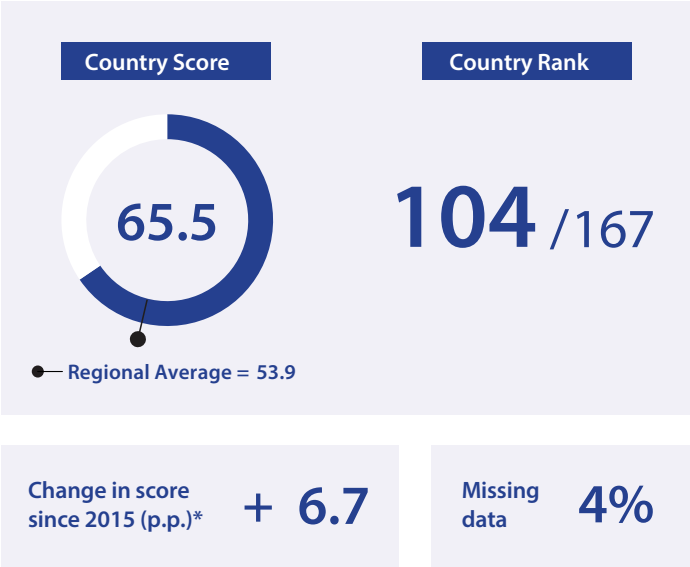 Country Score
Country Rank
65.5
104 /167
Regional Average = 53.9
Change in score
since 2015 (p.p.)*
+ 6.7
Missing
data
4%